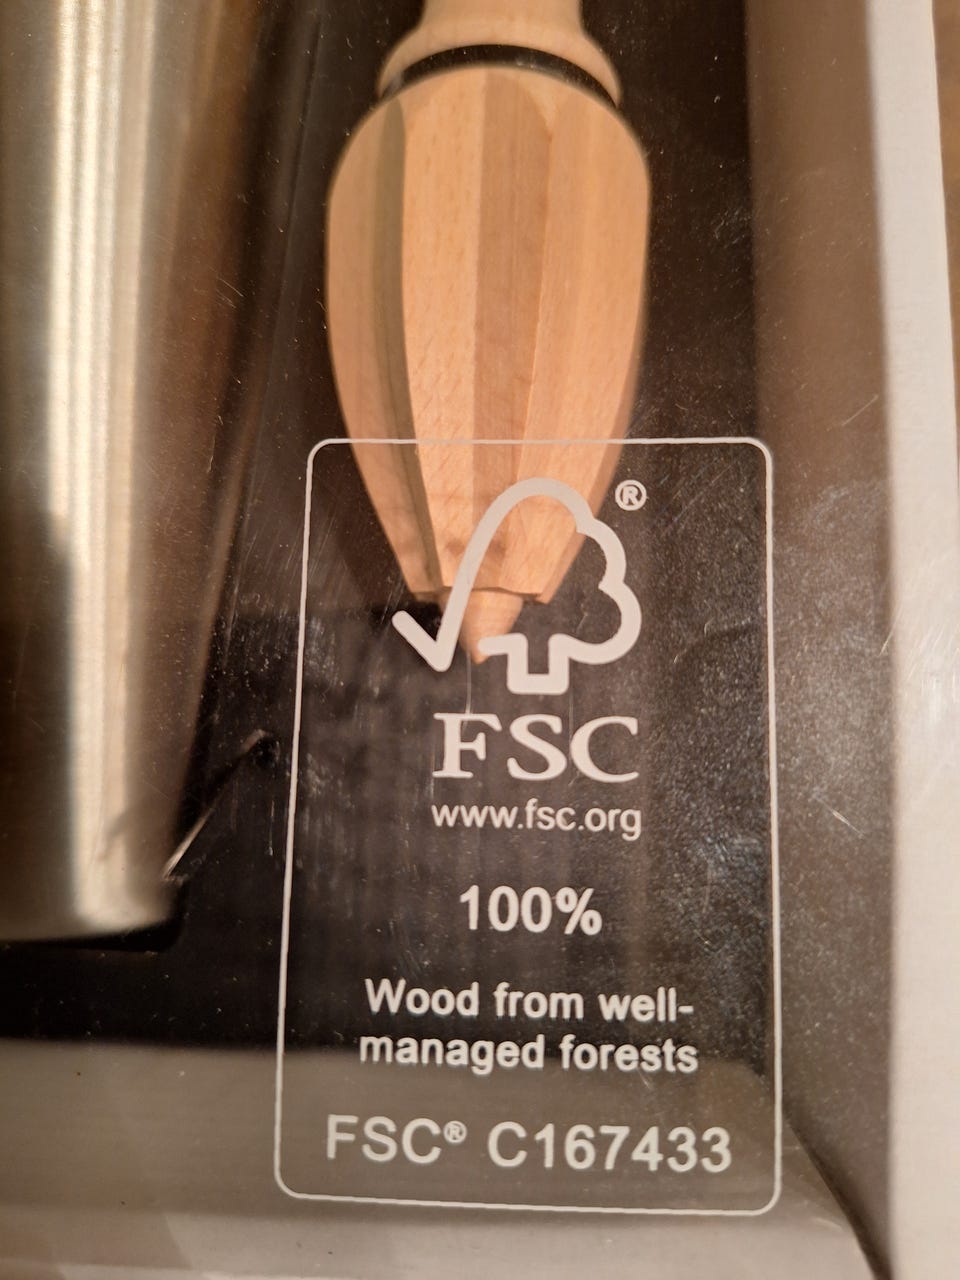 ®
FSC
www.fsc.org
100%
Wood from well-
managed forests
FSC® C167433